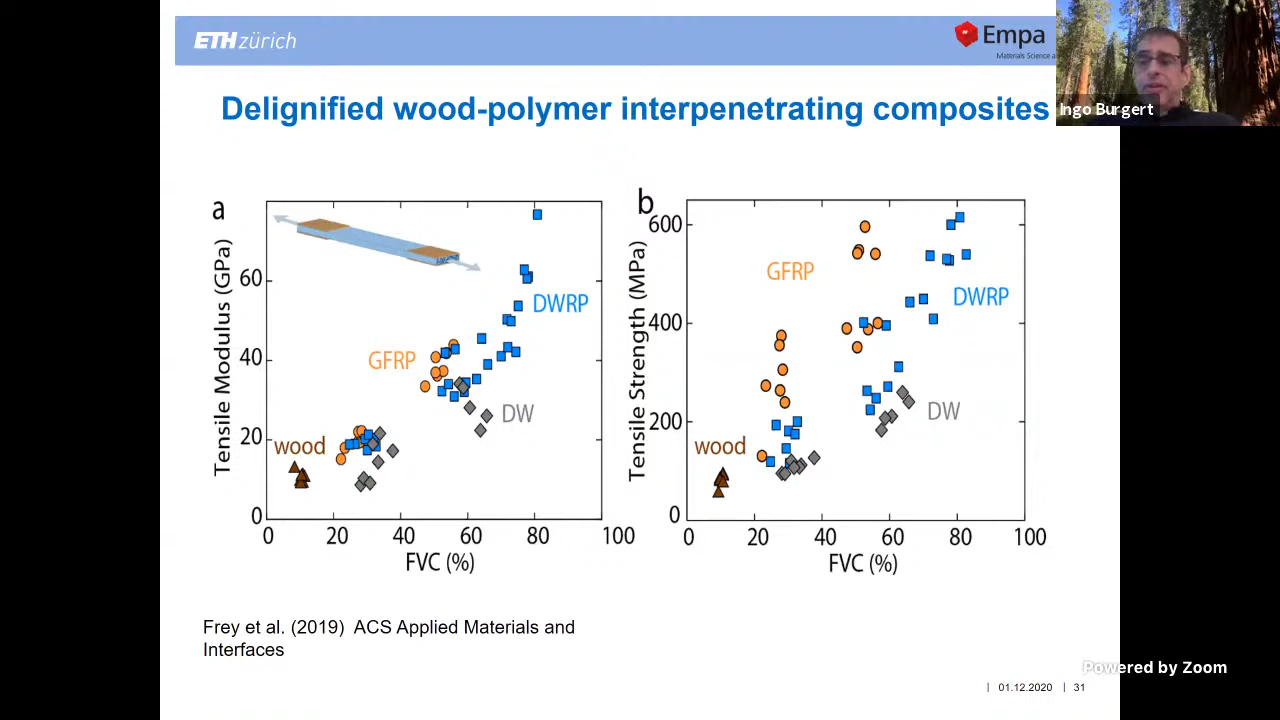 ETH zürich
Empa
Materials Science a
Ingo Burgert
Delignified wood-polymer interpenetrating composites
a
Tensile Modulus (GPa)
60
40
20
0
DWRP
GFRP
DW
wood
0 20 40 60 80 100
FVC (%)
b
Tensile Strength (MPa)
600
400
200
0
GFRP
DWRP
DW
wood
0 20 40 60 80 100
FVC (%)
Frey et al. (2019) ACS Applied Materials and
Interfaces
Powered by Zoom
| 01.12.2020 | 31